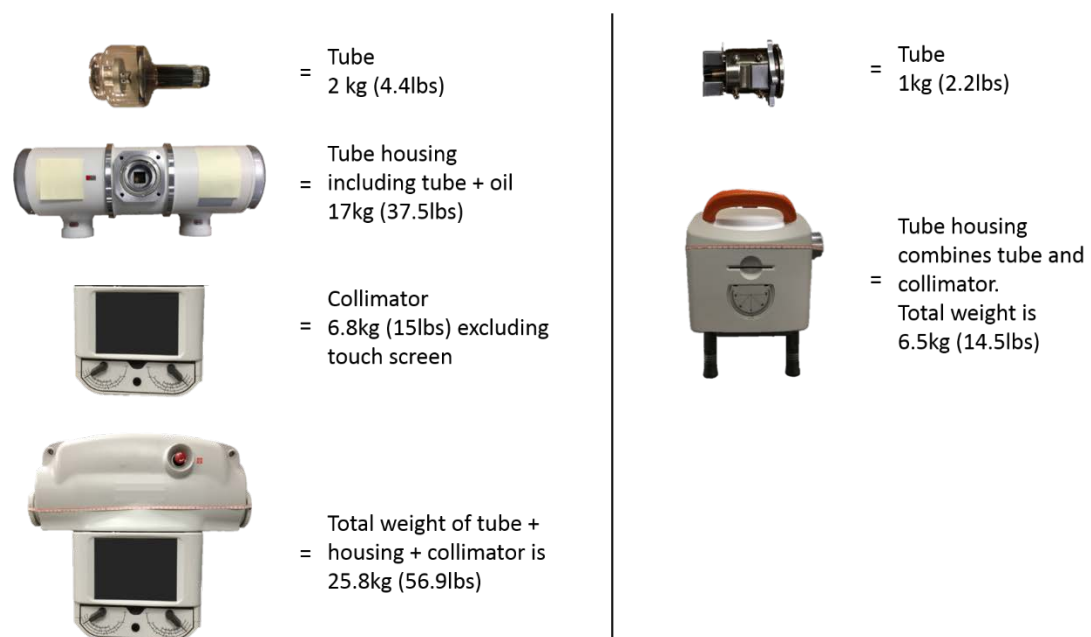 = Tube
2 kg (4.4lbs)
Tube housing
= including tube + oil
17kg (37.5lbs)
Collimator
= 6.8kg (15lbs) excluding
touch screen
Total weight of tube +
= housing + collimator is
25.8kg (56.9lbs)
= Tube
1kg (2.2lbs)
Tube housing
combines tube and
= collimator.
Total weight is
6.5kg (14.5lbs)